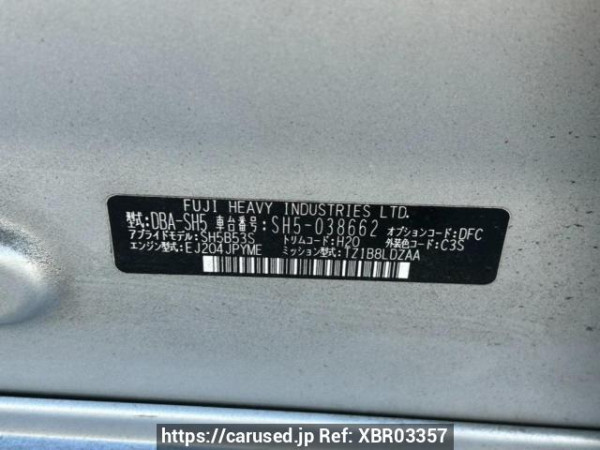 FUJI HEAVY INDUSTRIES LTD.
型式:DBA-SH5 車台番号:SH5-038662 オプションコード:DFC
アプライドモデル:SH5B53S トリムコード:H20 外装色コード:C3S
エンジン型式:EJ204JPYME ミッション型式:TZ1B8LDZAA
https://carused.jp Ref: XBR03357